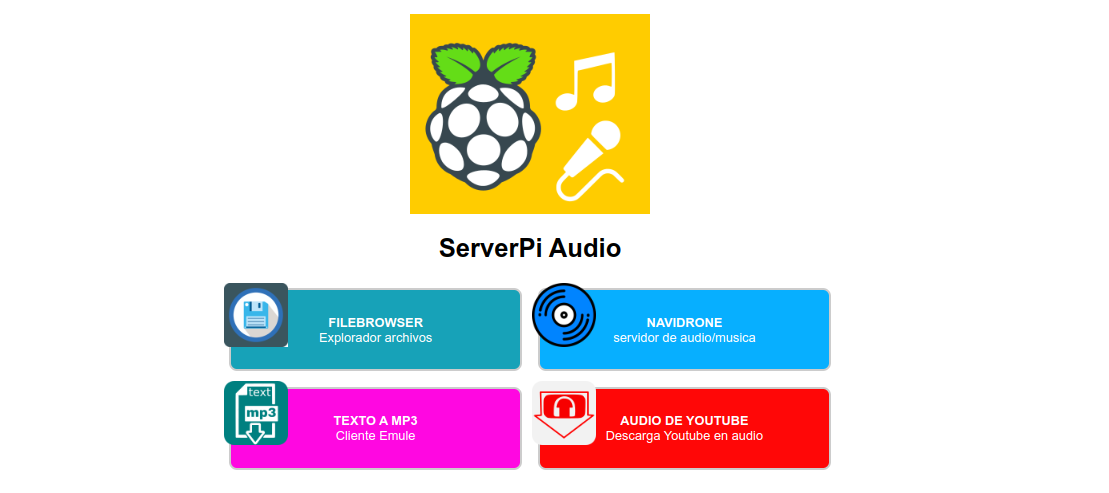 ServerPi Audio
FILEBROWSER
Explorador archivos
NAVIDRONE
servidor de audio/musica
text
mp3
TEXTO A MP3
Cliente Emule
AUDIO DE YOUTUBE
Descarga Youtube en audio